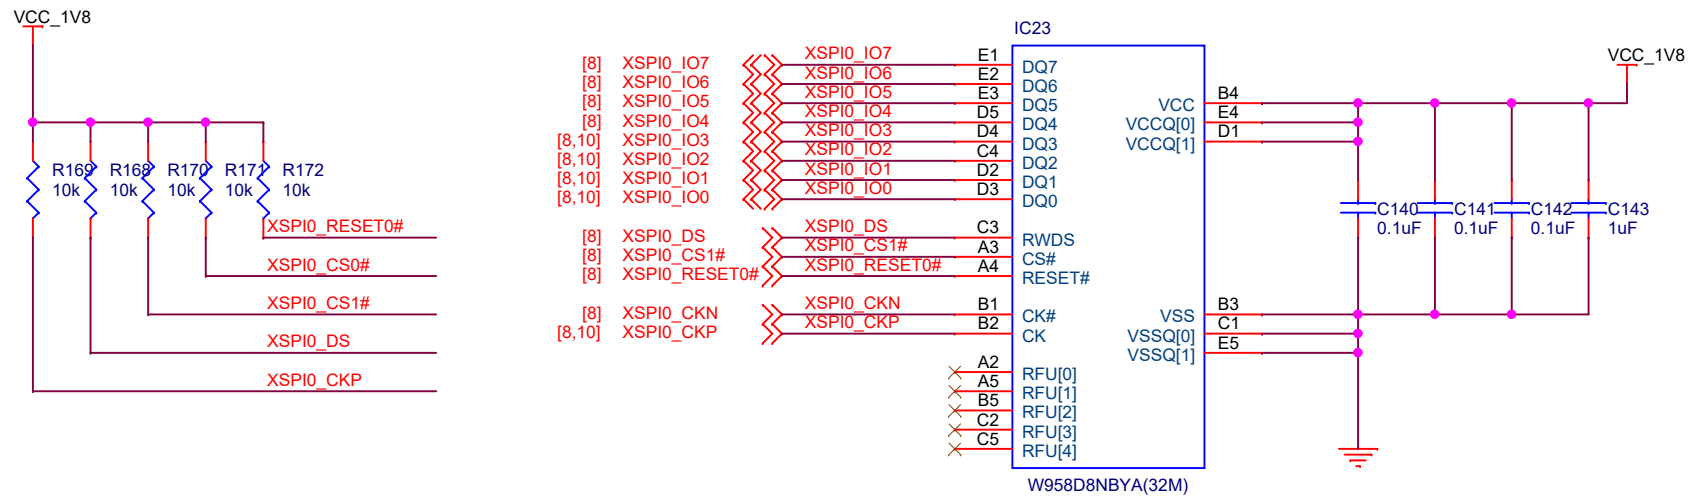 VCC_1V8
R169
10k
R168
10k
R170
10k
R171
10k
R172
10k
XSPI0_RESET0#
XSPI0_CS0#
XSPI0_CS1#
XSPI0_DS
XSPI0_CKP
IC23
[8] XSPI0_IO7 XSPI0_IO7 E1 DQ7
[8] XSPI0_IO6 XSPI0_IO6 E2 DQ6
[8] XSPI0_IO5 XSPI0_IO5 E3 DQ5
[8] XSPI0_IO4 XSPI0_IO4 D5 DQ4
[8,10] XSPI0_IO3 XSPI0_IO3 D4 DQ3
[8,10] XSPI0_IO2 XSPI0_IO2 C4 DQ2
[8,10] XSPI0_IO1 XSPI0_IO1 D2 DQ1
[8,10] XSPI0_IO0 XSPI0_IO0 D3 DQ0
[8] XSPI0_DS XSPI0_DS C3 RWDS
[8] XSPI0_CS1# XSPI0_CS1# A3 CS#
[8] XSPI0_RESET0# XSPI0_RESET0# A4 RESET#
[8] XSPI0_CKN XSPI0_CKN B1 CK#
[8,10] XSPI0_CKP XSPI0_CKP B2 CK
A2 RFU[0]
A5 RFU[1]
B5 RFU[2]
C2 RFU[3]
C5 RFU[4]
VCC B4
VCCQ[0] E4
VCCQ[1] D1
VSS B3
VSSQ[0] C1
VSSQ[1] E5
W958D8NBYA(32M)
VCC_1V8
C140
0.1uF
C141
0.1uF
C142
0.1uF
C143
1uF